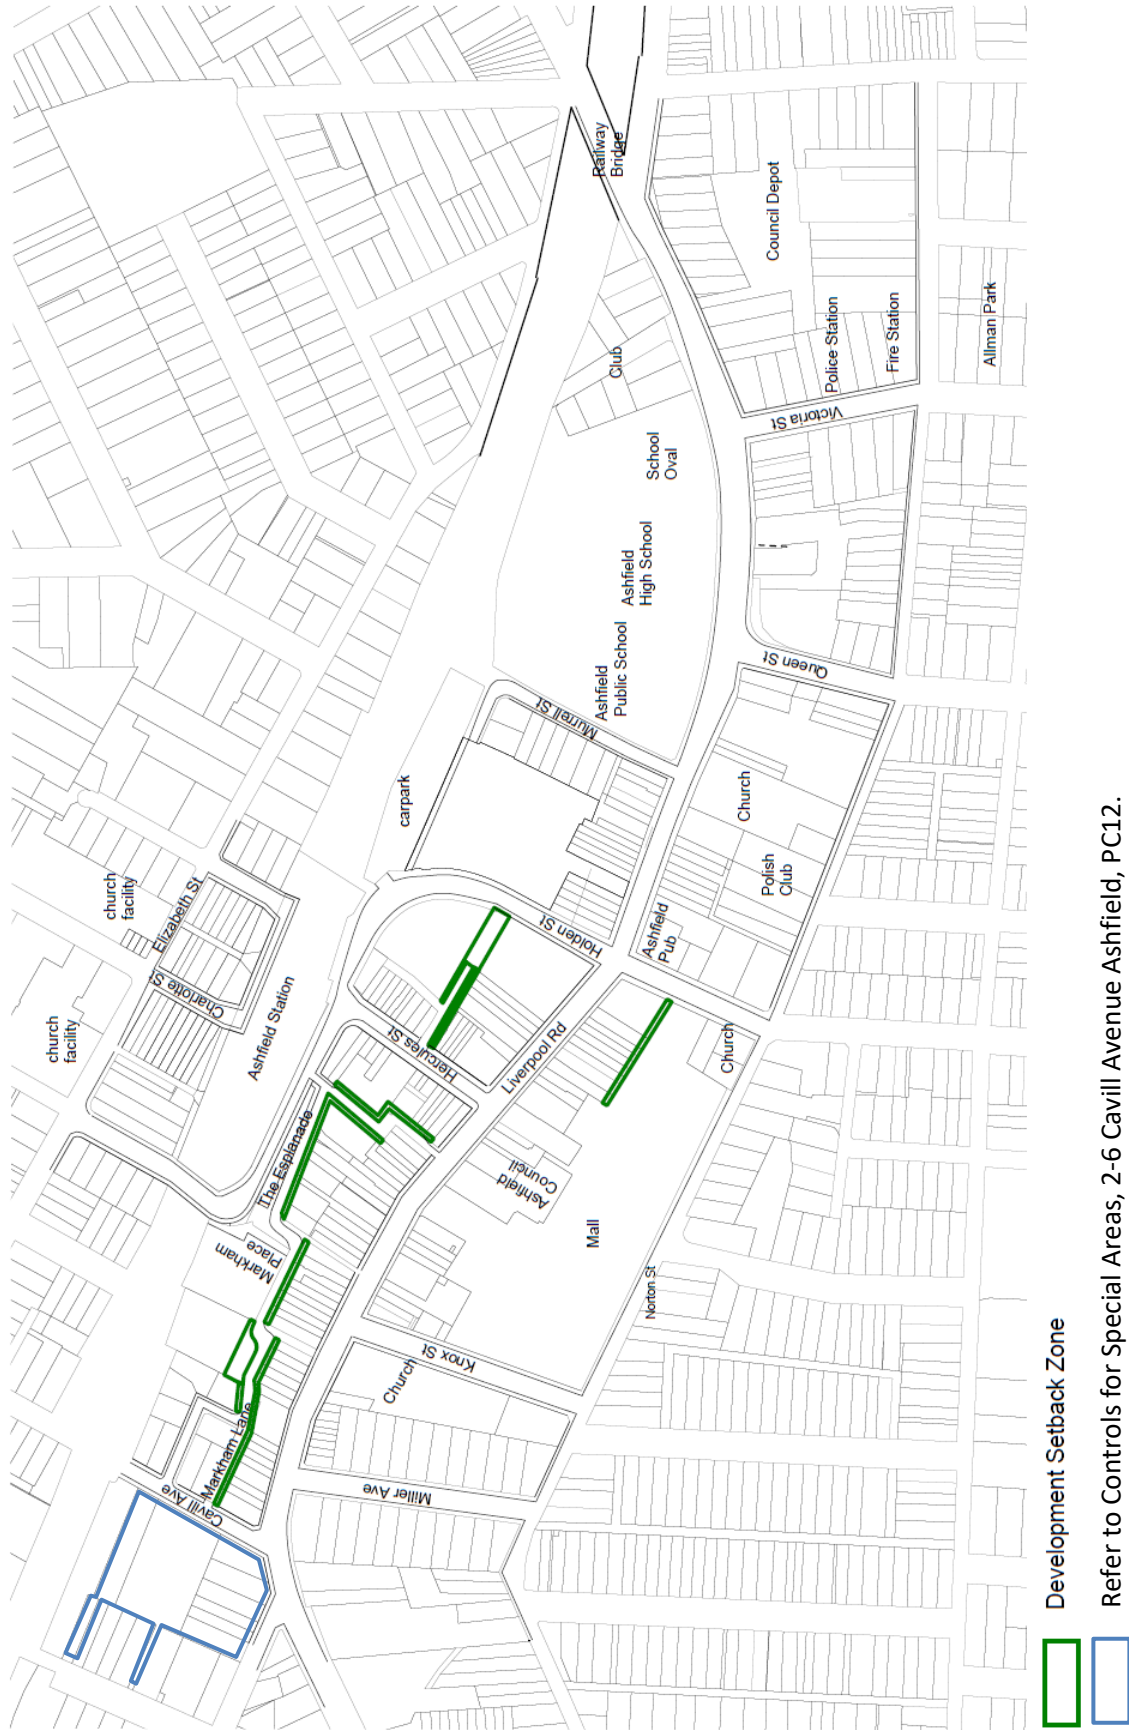 church
facility
Elizabeth St
Charlotte St
church
facility
Ashfield Station
carpark
Railway
Bridge
Club
Council Depot
Police Station
Fire Station
Allman Park
Victoria St
School
Oval
Ashfield
High School
Ashfield
Public School
Murrell St
Queen St
Church
Polish
Club
Ashfield
Pub
Holden St
Hercules St
Liverpool Rd
Church
The Esplanade
Markham
Place
Ashfield
Council
Mall
Norton St
Knox St
Church
Markham Lane
Cavill Ave
Miller Ave
Development Setback Zone
Refer to Controls for Special Areas, 2-6 Cavill Avenue Ashfield, PC12.